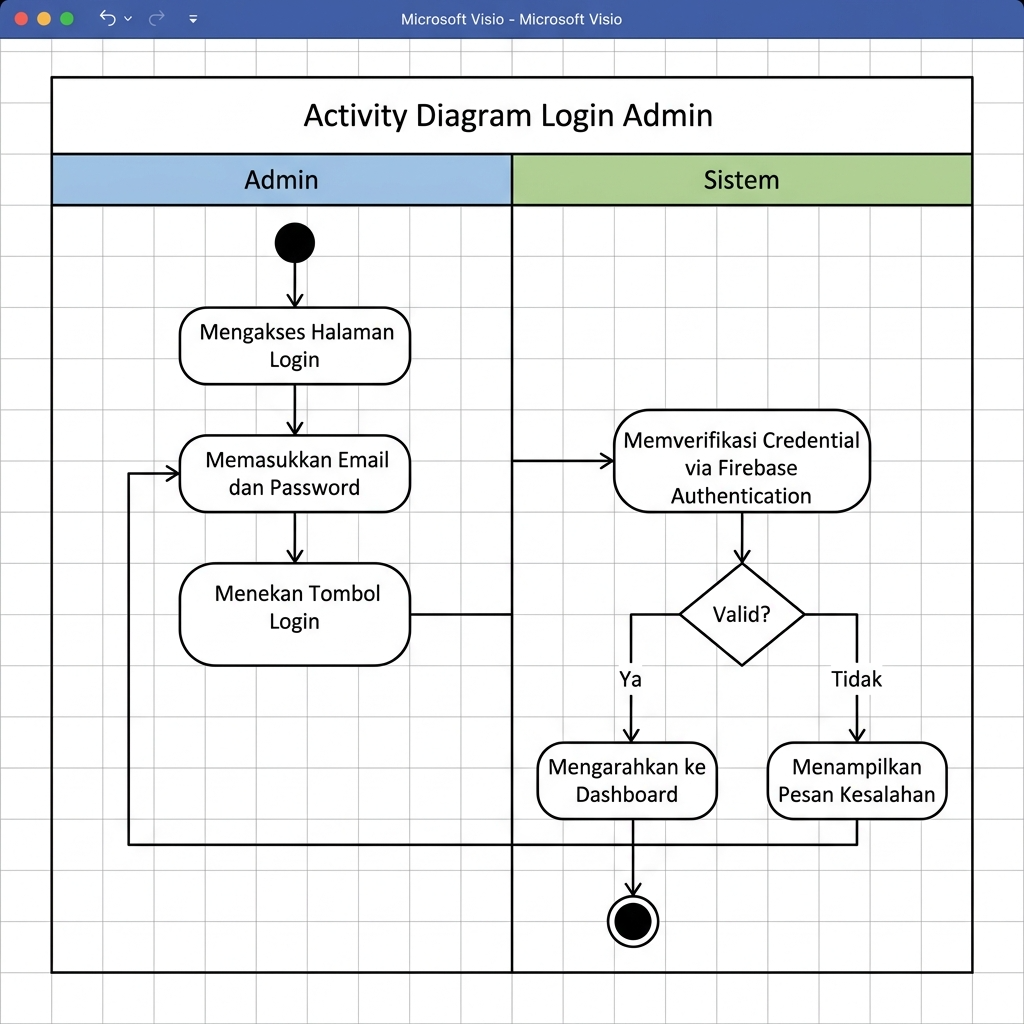 Microsoft Visio - Microsoft Visio
Activity Diagram Login Admin
Admin
Sistem
Mengakses Halaman
Login
Memasukkan Email
dan Password
Menekan Tombol
Login
Memverifikasi Credential
via Firebase
Authentication
Valid?
Ya
Tidak
Mengarahkan ke
Dashboard
Menampilkan
Pesan Kesalahan